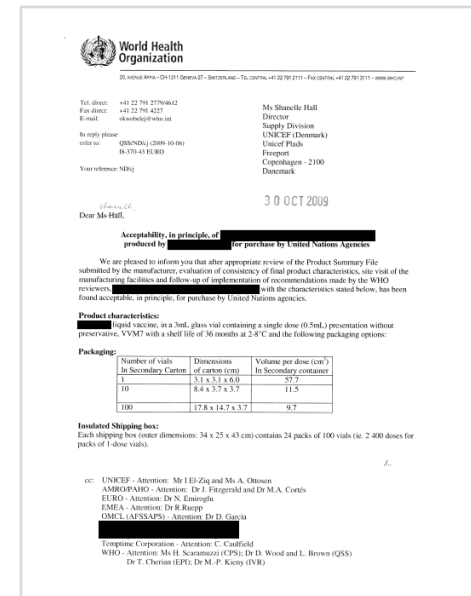 World Health
Organization
20, AVENUE APPIA – CH-1211 GENEVA 27 – SWITZERLAND – TEL CENTRAL +41 22 791 2111 – FAX CENTRAL +41 22 791 3111 – WWW.WHO.INT
Tel. direct: +41 22 791 2779/4612
Fax direct: +41 22 791 4227
E-mail: okwobelej@who.int
In reply please
refer to: QSS/ND/cj (2009-10-06)
I8-370-43 EURO
Your reference: ND/cj
Ms Shanelle Hall
Director
Supply Division
UNICEF (Denmark)
Unicef Plads
Freeport
Copenhagen - 2100
Danemark
30 OCT 2009
Shanelle,
Dear Ms Hall,
Acceptability, in principle, of
produced by for purchase by United Nations Agencies
We are pleased to inform you that after appropriate review of the Product Summary File
submitted by the manufacturer, evaluation of consistency of final product characteristics, site visit of the
manufacturing facilities and follow-up of implementation of recommendations made by the WHO
reviewers, with the characteristics stated below, has been
found acceptable, in principle, for purchase by United Nations agencies.
Product characteristics:
liquid vaccine, in a 3mL glass vial containing a single dose (0.5mL) presentation without
preservative, VVM7 with a shelf life of 36 months at 2-8°C and the following packaging options:
Packaging:
Number of vials Dimensions Volume per dose (cm³)
In Secondary Carton of carton (cm) In Secondary container
1 3.1 x 3.1 x 6.0 57.7
10 8.4 x 3.7 x 3.7 11.5
100 17.8 x 14.7 x 3.7 9.7
Insulated Shipping box:
Each shipping box (outer dimensions: 34 x 25 x 43 cm) contains 24 packs of 100 vials (ie. 2 400 doses for
packs of 1-dose vials).
./..
cc: UNICEF - Attention: Mr I El-Ziq and Ms A. Ottosen
AMRO/PAHO - Attention: Dr J. Fitzgerald and Dr M.A. Cortés
EURO - Attention: Dr N. Emiroglu
EMEA - Attention: Dr R.Ruepp
OMCL (AFSSAPS) - Attention: Dr D. Garcia
Temptime Corporation - Attention: C. Caulfield
WHO - Attention: Ms H. Scaramuzzi (CPS); Dr D. Wood and L. Brown (QSS)
Dr T. Cherian (EPI); Dr M.-P. Kieny (IVR)